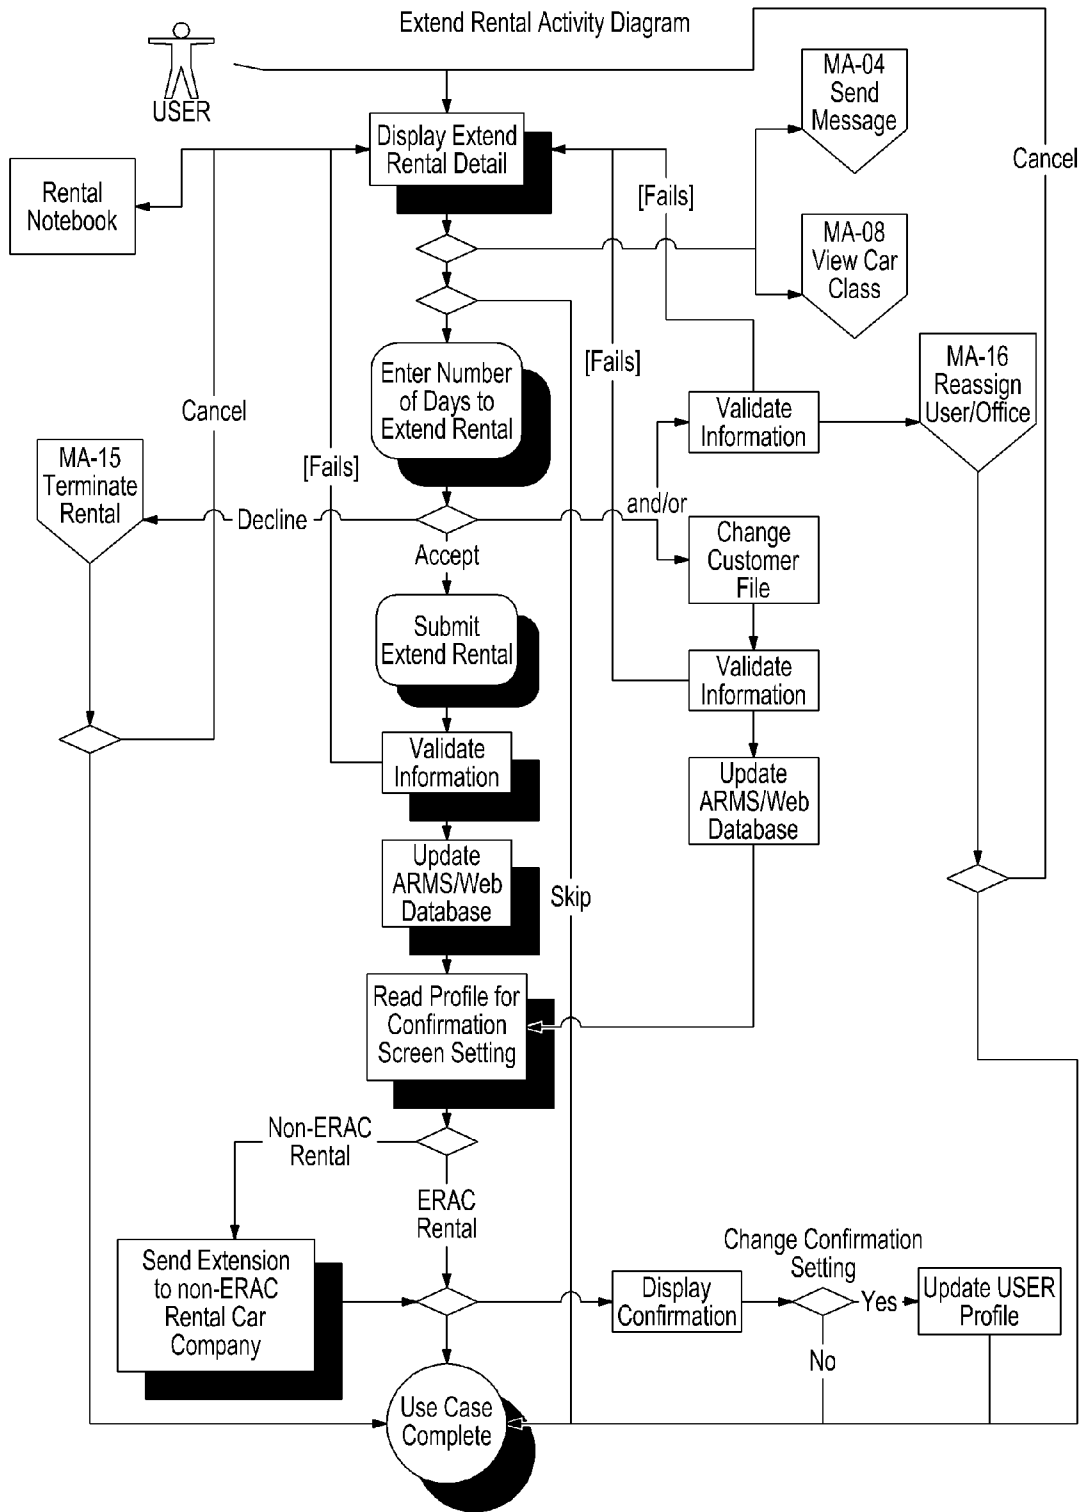 Extend Rental Activity Diagram
USER
Display Extend
Rental Detail
MA-04
Send
Message
Cancel
Rental
Notebook
[Fails]
MA-08
View Car
Class
Enter Number
of Days to
Extend Rental
[Fails]
MA-16
Reassign
User/Office
Cancel
Validate
Information
MA-15
Terminate
Rental
[Fails]
Decline
and/or
Accept
Change
Customer
File
Submit
Extend Rental
Validate
Information
Validate
Information
Update
ARMS/Web
Database
Update
ARMS/Web
Database
Skip
Read Profile for
Confirmation
Screen Setting
Non-ERAC
Rental
ERAC
Rental
Send Extension
to non-ERAC
Rental Car
Company
Display
Confirmation
Change Confirmation
Setting
Yes
Update USER
Profile
No
Use Case
Complete